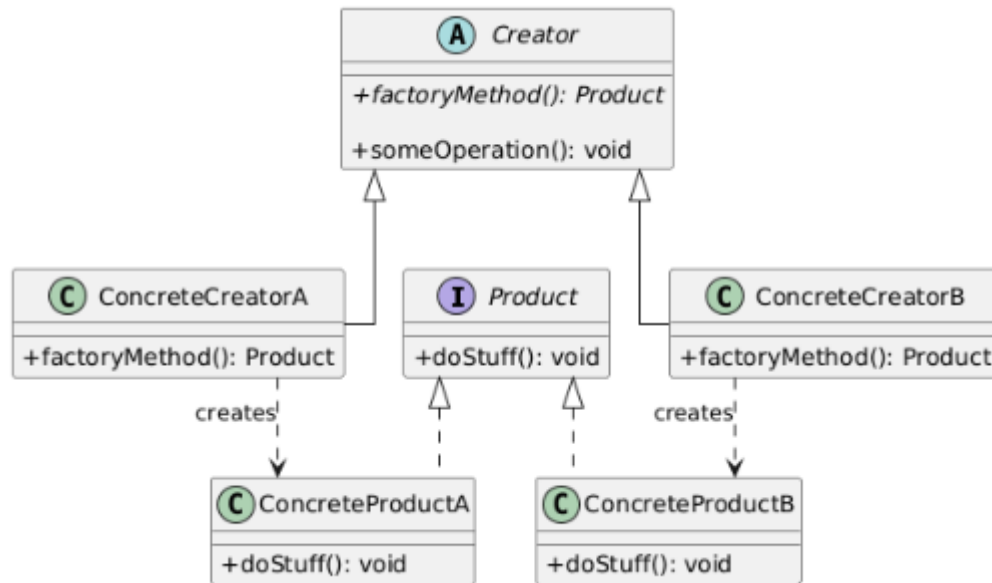 A Creator
+factoryMethod(): Product
+someOperation(): void
C ConcreteCreatorA
+factoryMethod(): Product
I Product
+doStuff(): void
C ConcreteCreatorB
+factoryMethod(): Product
creates
creates
C ConcreteProductA
+doStuff(): void
C ConcreteProductB
+doStuff(): void